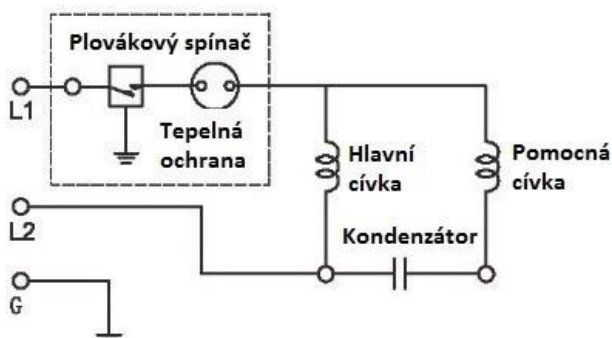 Plovákový spínač
L1
Tepelná
ochrana
Hlavní
cívka
Pomocná
cívka
L2
Kondenzátor
G